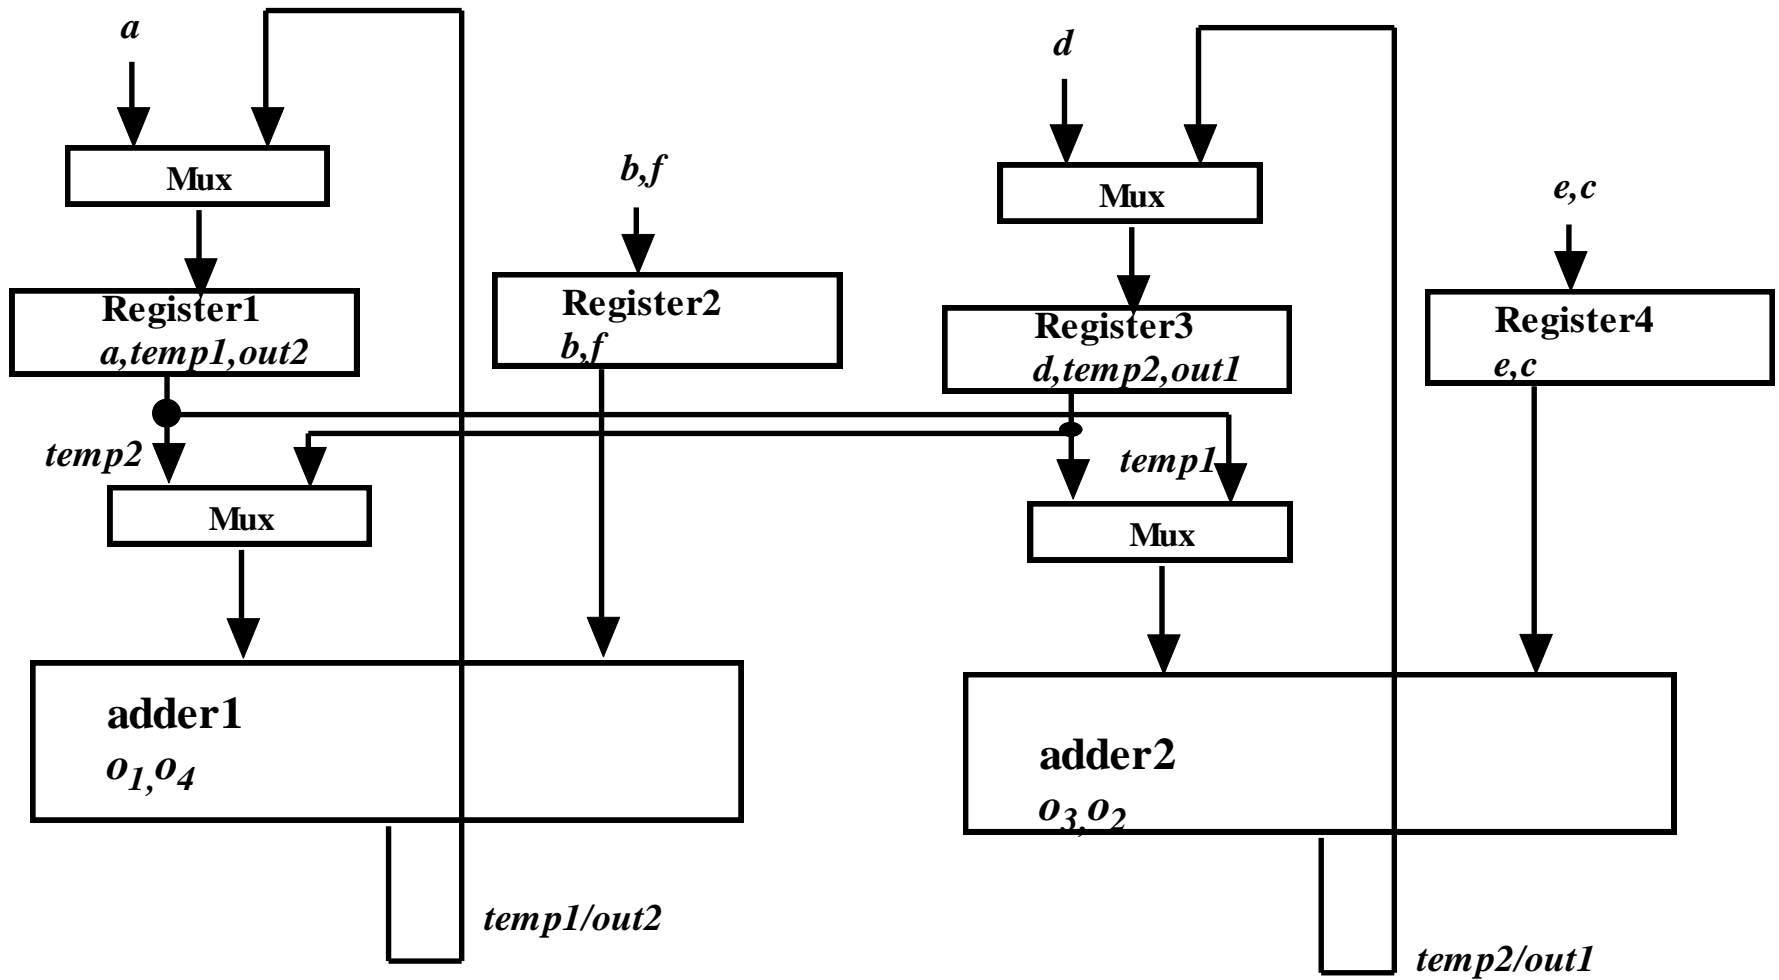 a
Mux
Register1
a,temp1,out2
b,f
Register2
b,f
temp2
Mux
adder1
o1,o4
temp1/out2
d
Mux
Register3
d,temp2,out1
e,c
Register4
e,c
temp1
Mux
adder2
o3,o2
temp2/out1